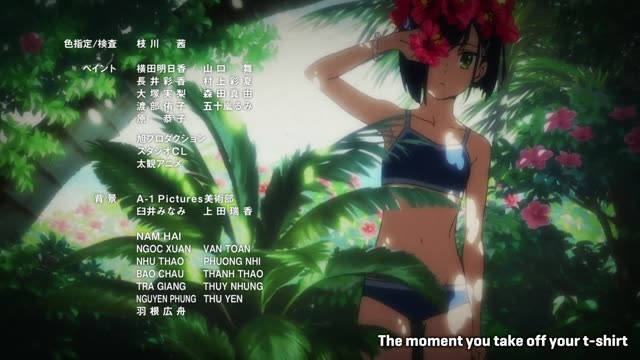 色指定/検査 枝川 茜
ペイント 横田明日香 山口 舞
長井彩香 村上彩夏
大塚実梨 森田真由
渡部侑子 五十嵐るみ
原 恭子
旭プロダクション
スタジオCL
太観アニメ
背景 A-1 Pictures美術部
臼井みなみ 上田瑞香
NAM HAI
NGOC XUAN VAN TOAN
NHU THAO PHUONG NHI
BAO CHAU THANH THAO
TRA GIANG THUY NHUNG
NGUYEN PHUNG THU YEN
羽根広舟
The moment you take off your t-shirt